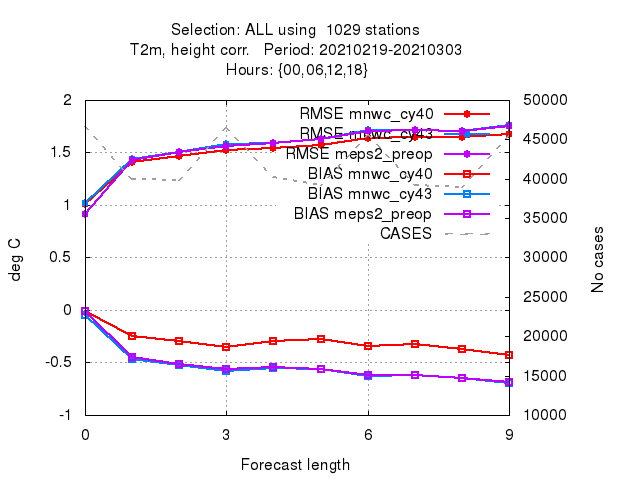 Selection: ALL using  1029 stations
T2m, height corr.   Period: 20210219-20210303
Hours: {00,06,12,18}
2
1.5
1
0.5
0
-0.5
-1
50000
45000
40000
35000
30000
25000
20000
15000
10000
0
3
6
9
deg C
No cases
Forecast length
RMSE mnwc_cy40
RMSE mnwc_cy43
RMSE meps2_preop
BIAS mnwc_cy40
BIAS mnwc_cy43
BIAS meps2_preop
CASES